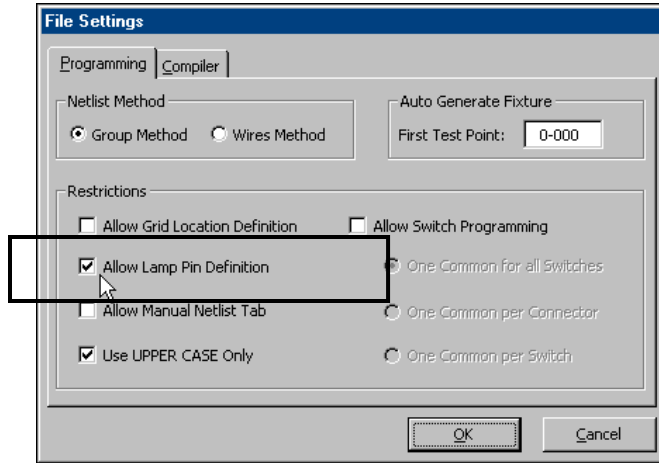 File Settings
Programming Compiler
Netlist Method
Group Method Wires Method
Auto Generate Fixture
First Test Point: 0-000
Restrictions
Allow Grid Location Definition
Allow Lamp Pin Definition
Allow Manual Netlist Tab
Use UPPER CASE Only
Allow Switch Programming
One Common for all Switches
One Common per Connector
One Common per Switch
OK Cancel